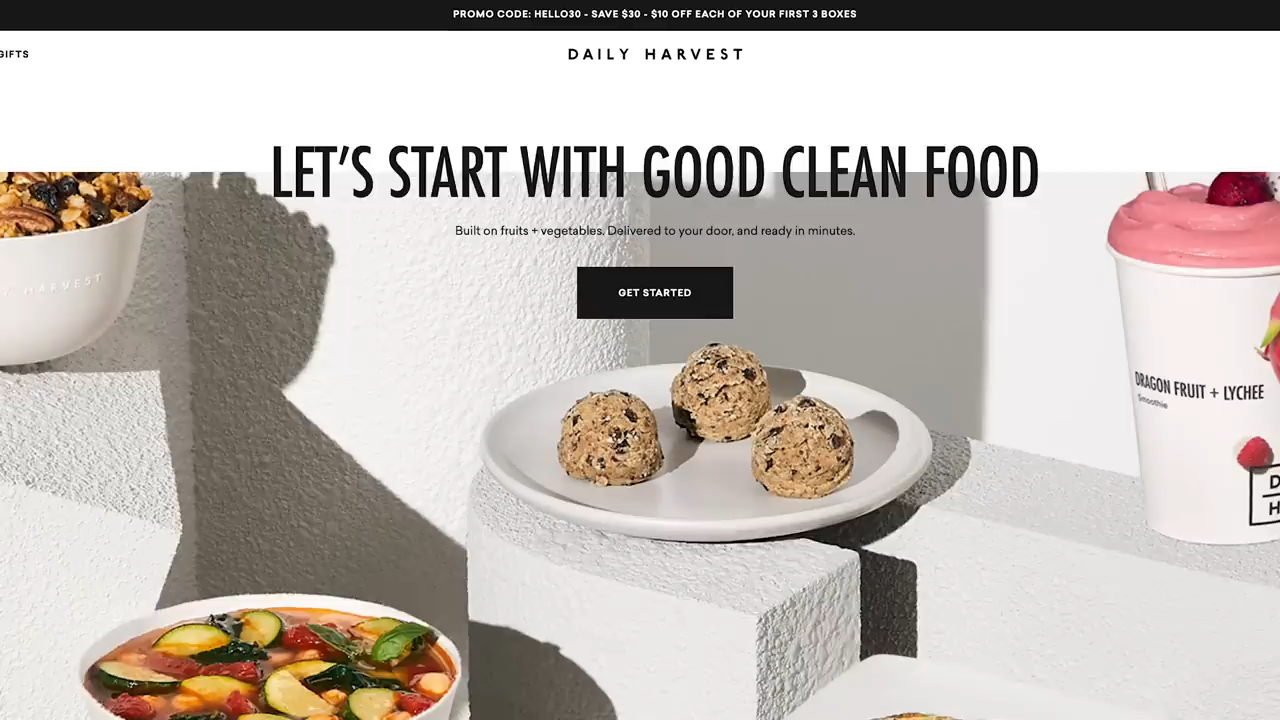 PROMO CODE: HELLO30 - SAVE $30 - $10 OFF EACH OF YOUR FIRST 3 BOXES
GIFTS
DAILY HARVEST
LET'S START WITH GOOD CLEAN FOOD
Built on fruits + vegetables. Delivered to your door, and ready in minutes.
GET STARTED
HARVEST
DRAGON FRUIT + LYCHEE
Smoothie
D
H